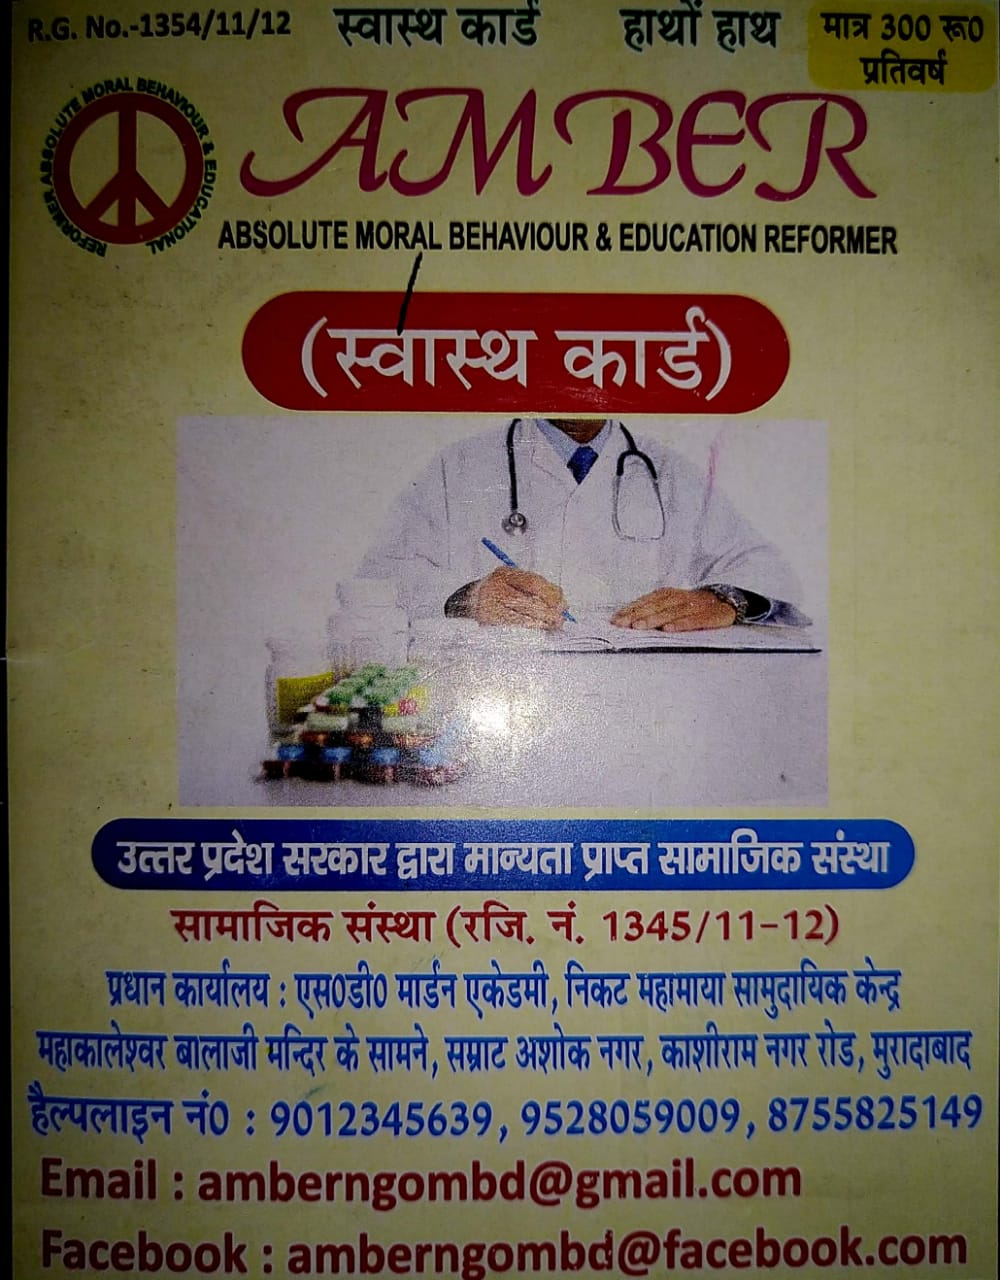 R.G. No.-1354/11/12 स्वास्थ कार्ड हाथों हाथ मात्र 300 रू0
प्रतिवर्ष
ABSOLUTE MORAL BEHAVIOUR & EDUCATIONAL REFORMER
AMBER
ABSOLUTE MORAL BEHAVIOUR & EDUCATION REFORMER
(स्वास्थ कार्ड)
उत्तर प्रदेश सरकार द्वारा मान्यता प्राप्त सामाजिक संस्था
सामाजिक संस्था (रजि. नं. 1345/11-12)
प्रधान कार्यालय : एस0डी0 मार्डन एकेडमी, निकट महामाया सामुदायिक केन्द्र
महाकालेश्वर बालाजी मन्दिर के सामने, सम्राट अशोक नगर, काशीराम नगर रोड, मुरादाबाद
हैल्पलाइन नं0 : 9012345639, 9528059009, 8755825149
Email : amberngombd@gmail.com
Facebook : amberngombd@facebook.com